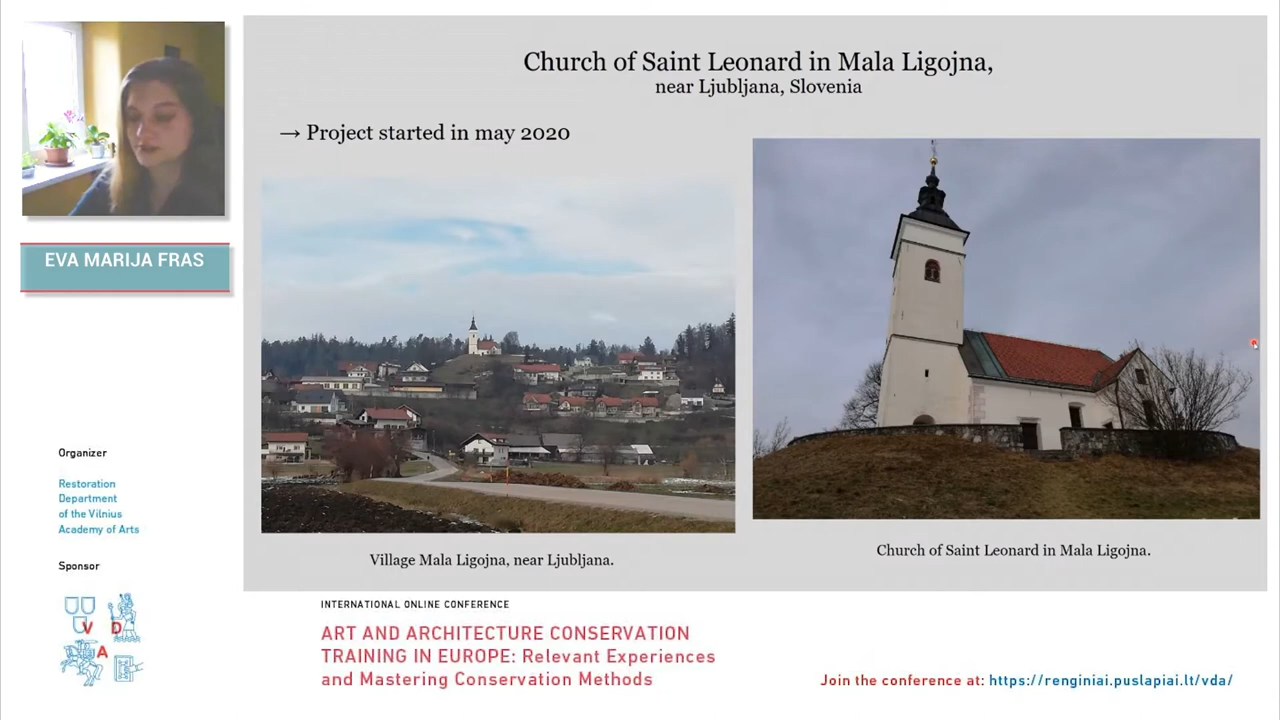 EVA MARIJA FRAS
Church of Saint Leonard in Mala Ligojna,
near Ljubljana, Slovenia
→ Project started in may 2020
Village Mala Ligojna, near Ljubljana.
Church of Saint Leonard in Mala Ligojna.
Organizer
Restoration
Department
of the Vilnius
Academy of Arts
Sponsor
V D
A
INTERNATIONAL ONLINE CONFERENCE
ART AND ARCHITECTURE CONSERVATION
TRAINING IN EUROPE: Relevant Experiences
and Mastering Conservation Methods
Join the conference at: https://renginiai.puslapiai.lt/vda/